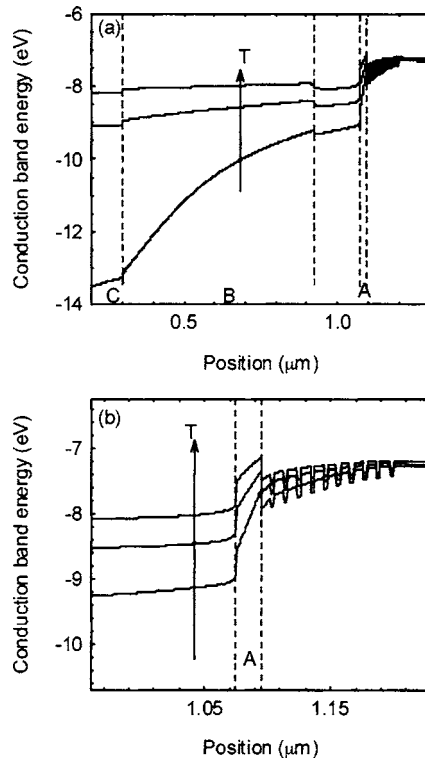 (a)
Conduction band energy (eV)
-6
-8
-10
-12
-14
T
C
B
A
0.5
1.0
Position (μm)
(b)
Conduction band energy (eV)
-7
-8
-9
-10
T
A
1.05
1.15
Position (μm)